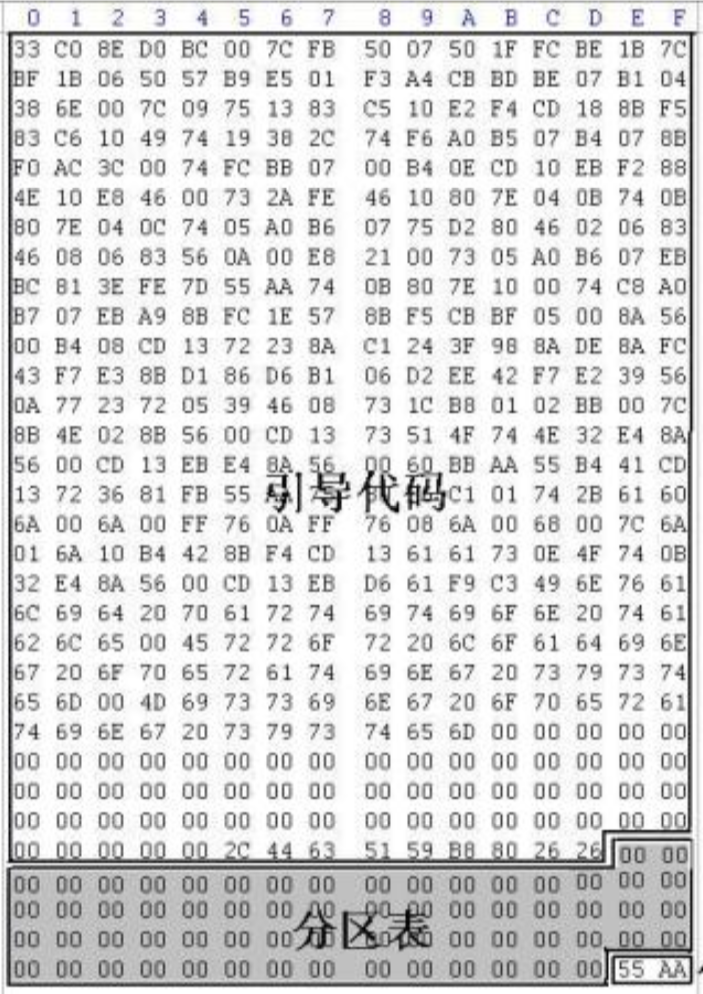 0 1 2 3 4 5 6 7 8 9 A B C D E F
33 C0 8E D0 BC 00 7C FB 50 07 50 1F FC BE 1B 7C
BF 1B 06 50 57 B9 E5 01 F3 A4 CB BD BE 07 B1 04
38 6E 00 7C 09 75 13 83 C5 10 E2 F4 CD 18 8B F5
83 C6 10 49 74 19 38 2C 74 F6 A0 B5 07 B4 07 8B
F0 AC 3C 00 74 FC BB 07 00 B4 0E CD 10 EB F2 88
4E 10 E8 46 00 73 2A FE 46 10 80 7E 04 0B 74 0B
80 7E 04 0C 74 05 A0 B6 07 75 D2 80 46 02 06 83
46 08 06 83 56 0A 00 E8 21 00 73 05 A0 B6 07 EB
BC 81 3E FE 7D 55 AA 74 0B 80 7E 10 00 74 C8 A0
B7 07 EB A9 8B FC 1E 57 8B F5 CB BF 05 00 8A 56
00 B4 08 CD 13 72 23 8A C1 24 3F 98 8A DE 8A FC
43 F7 E3 8B D1 86 D6 B1 06 D2 EE 42 F7 E2 39 56
0A 77 23 72 05 39 46 08 73 1C B8 01 02 BB 00 7C
8B 4E 02 8B 56 00 CD 13 73 51 4F 74 4E 32 E4 8A
56 00 CD 13 EB E4 8A 56 00 60 BB AA 55 B4 41 CD
13 72 36 81 FB 55 C1 01 74 2B 61 60
引导代码
6A 00 6A 00 FF 76 0A FF 76 08 6A 00 68 00 7C 6A
01 6A 10 B4 42 8B F4 CD 13 61 61 73 0E 4F 74 0B
32 E4 8A 56 00 CD 13 EB D6 61 F9 C3 49 6E 76 61
6C 69 64 20 70 61 72 74 69 74 69 6F 6E 20 74 61
62 6C 65 00 45 72 72 6F 72 20 6C 6F 61 64 69 6E
67 20 6F 70 65 72 61 74 69 6E 67 20 73 79 73 74
65 6D 00 4D 69 73 73 69 6E 67 20 6F 70 65 72 61
74 69 6E 67 20 73 79 73 74 65 6D 00 00 00 00 00
00 00 00 00 00 00 00 00 00 00 00 00 00 00 00 00
00 00 00 00 00 00 00 00 00 00 00 00 00 00 00 00
00 00 00 00 00 00 00 00 00 00 00 00 00 00 00 00
00 00 00 00 00 2C 44 63 51 59 B8 80 26 26 00 00
00 00 00 00 00 00 00 00 00 00 00 00 00 00 00 00
00 00 00 00 00 00 00 00 00 00 00 00 00 00
分区表
00 00 00 00 00 00 00 00 00 00 00 00 00
00 00 00 00 00 00 00 00 00 00 00 00 00 00 55 AA